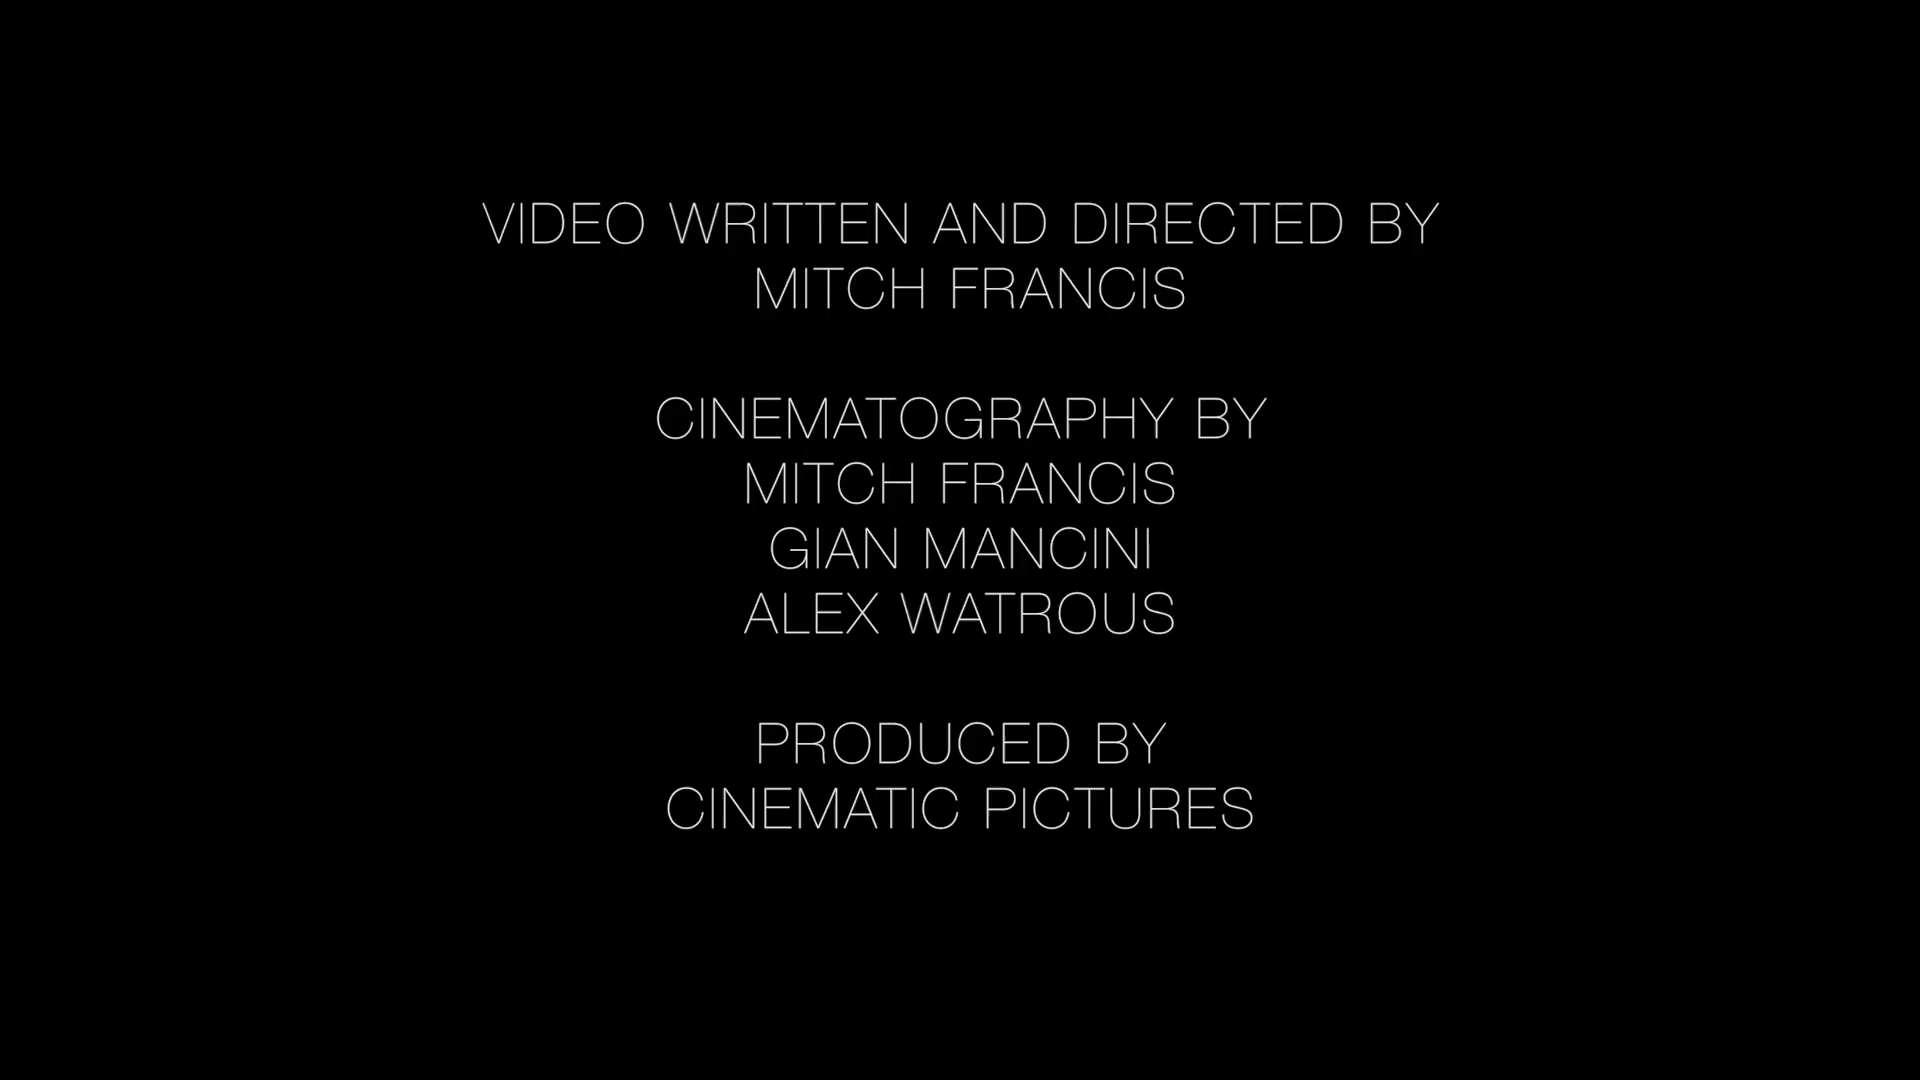 VIDEO WRITTEN AND DIRECTED BY
MITCH FRANCIS
CINEMATOGRAPHY BY
MITCH FRANCIS
GIAN MANCINI
ALEX WATROUS
PRODUCED BY
CINEMATIC PICTURES